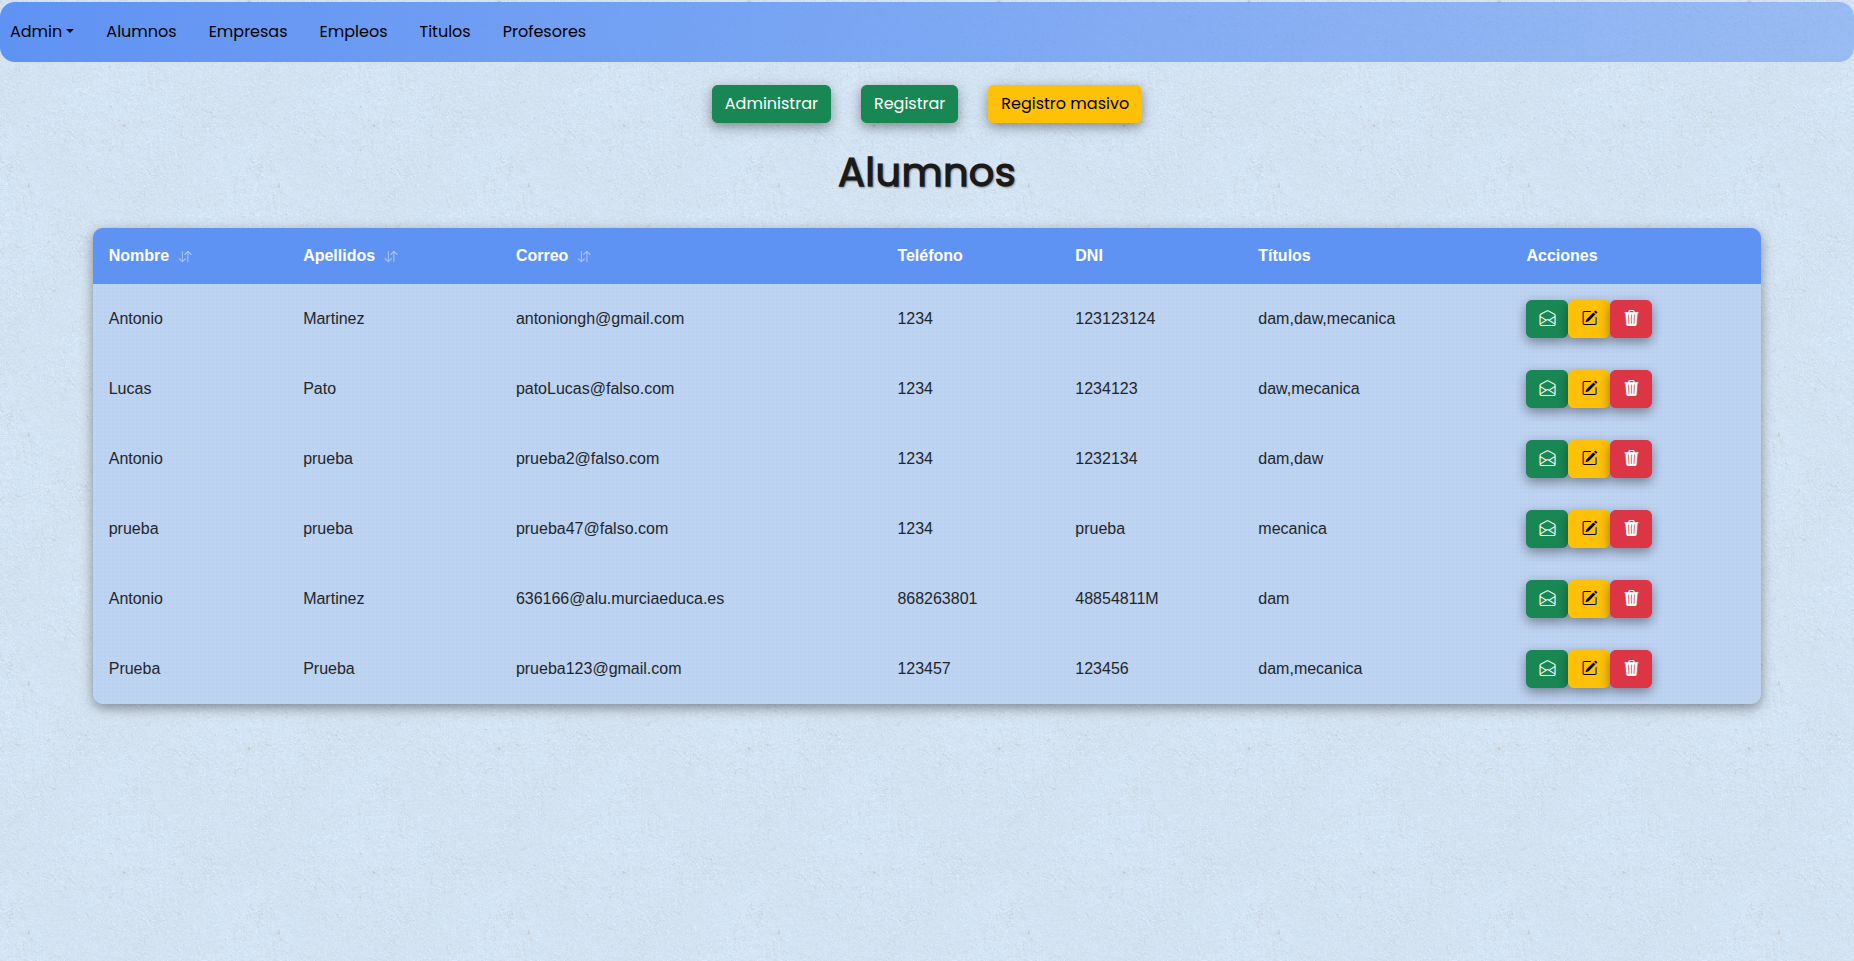 Admin Alumnos Empresas Empleos Titulos Profesores
Administrar Registrar Registro masivo
Alumnos
Nombre Apellidos Correo Teléfono DNI Títulos Acciones
Antonio Martinez antoniongh@gmail.com 1234 123123124 dam,daw,mecanica
Lucas Pato patoLucas@falso.com 1234 1234123 daw,mecanica
Antonio prueba prueba2@falso.com 1234 1232134 dam,daw
prueba prueba prueba47@falso.com 1234 prueba mecanica
Antonio Martinez 636166@alu.murciaeduca.es 868263801 48854811M dam
Prueba Prueba prueba123@gmail.com 123457 123456 dam,mecanica